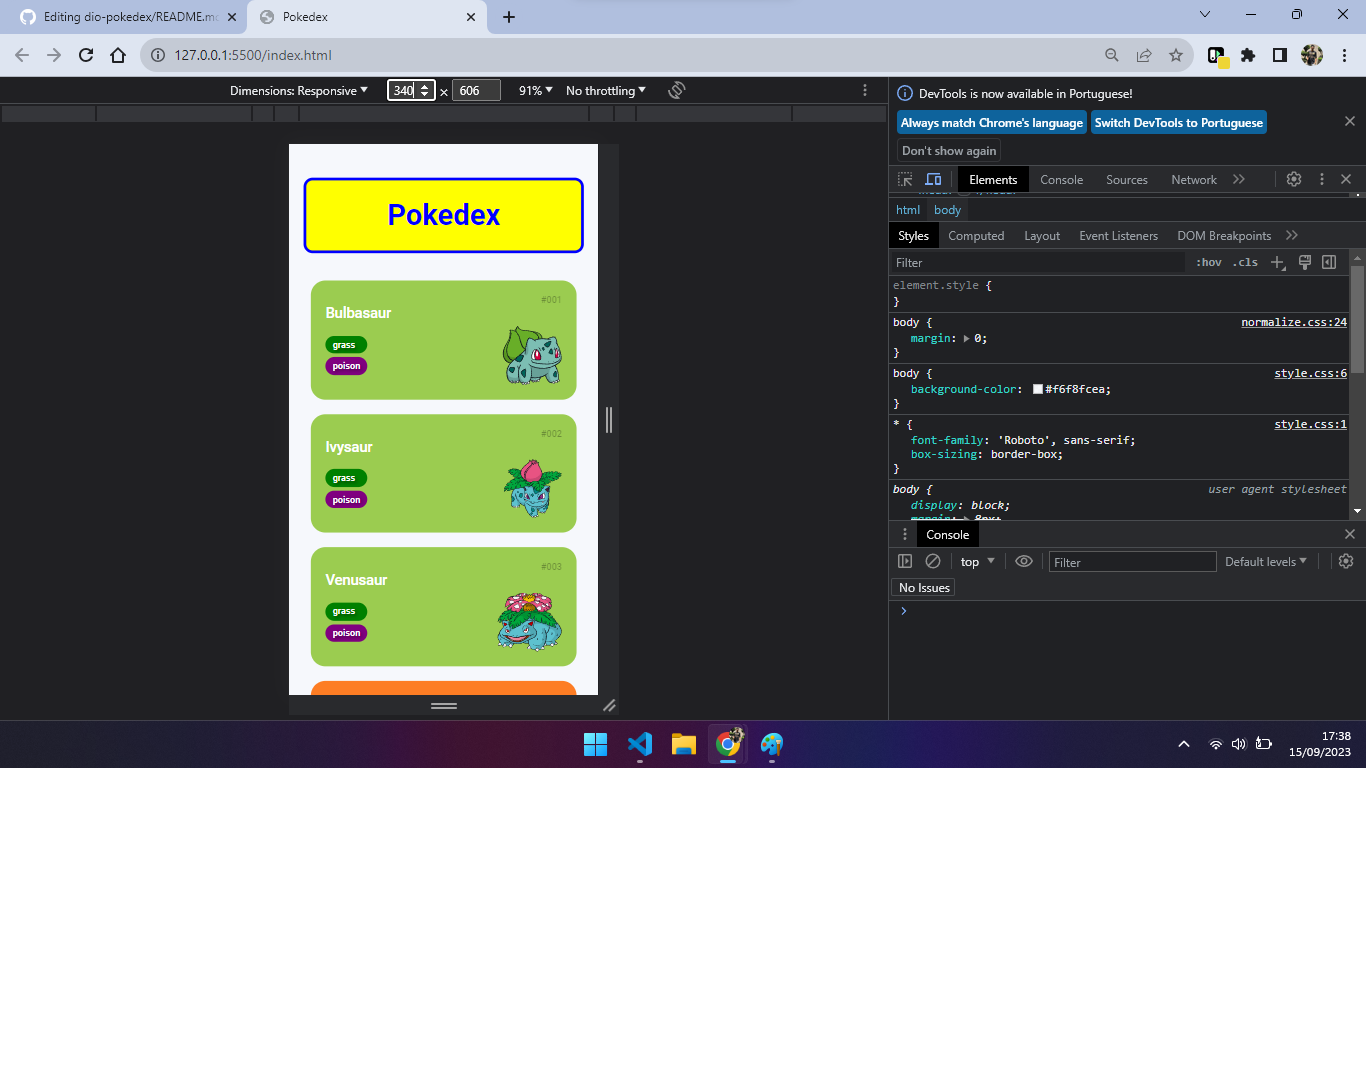 Editing dio-pokedex/README.m
Pokedex
127.0.0.1:5500/index.html
Dimensions: Responsive
340 × 606
91%
No throttling
DevTools is now available in Portuguese!
Always match Chrome's language
Switch DevTools to Portuguese
Don't show again
Elements
Console
Sources
Network
html
body
Styles
Computed
Layout
Event Listeners
DOM Breakpoints
Filter
:hov
.cls
element.style {
}
body {
normalize.css:24
margin: 0;
}
body {
style.css:6
background-color: #f6f8fcea;
}
* {
style.css:1
font-family: 'Roboto', sans-serif;
box-sizing: border-box;
}
body {
user agent stylesheet
display: block;
margin: 8px;
Console
top
Filter
Default levels
No Issues
Pokedex
#001
Bulbasaur
grass
poison
#002
Ivysaur
grass
poison
#003
Venusaur
grass
poison
17:38
15/09/2023